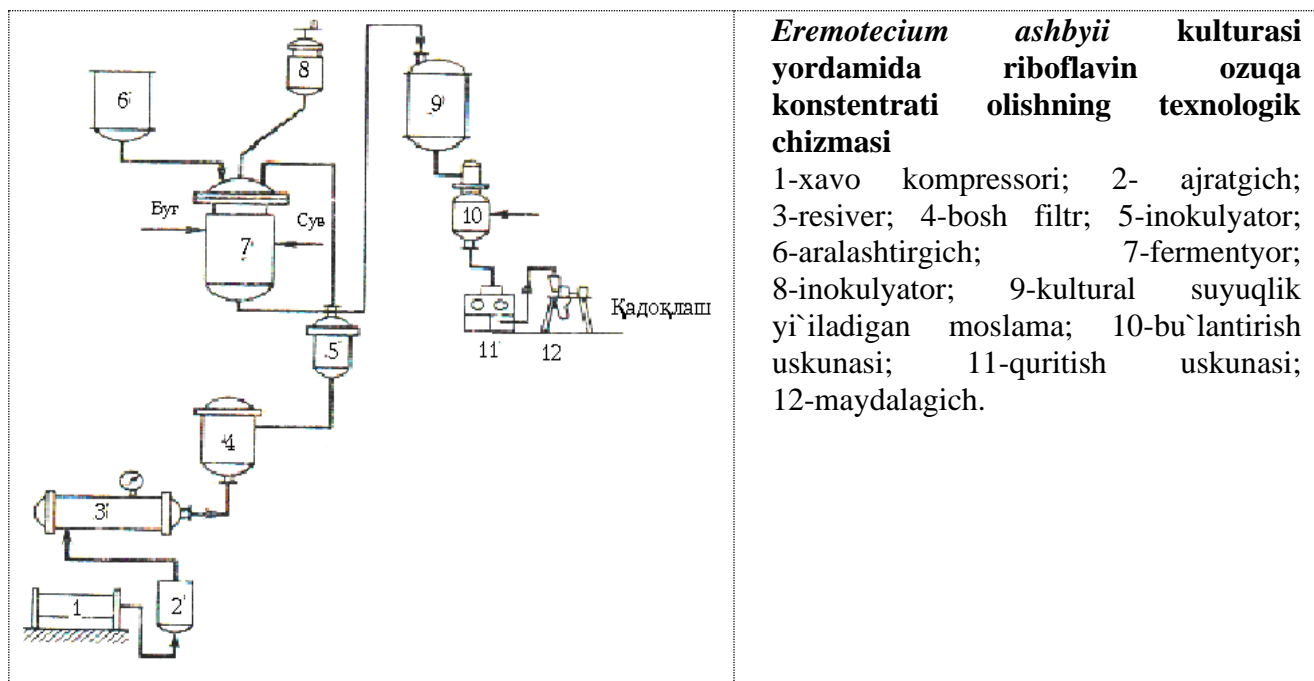 8
6
9
Буғ
Сув
7
10
5
Қадоқлаш
11
12
4
3
1
2
Eremotecium ashbyii kulturasi
yordamida riboflavin ozuqa
konstentrati olishning texnologik
chizmasi
1-xavo kompressori; 2- ajratgich;
3-resiver; 4-bosh filtr; 5-inokulyator;
6-aralashtirgich; 7-fermentyor;
8-inokulyator; 9-kultural suyuqlik
yi`iladigan moslama; 10-bu`lantirish
uskunasi; 11-quritish uskunasi;
12-maydalagich.